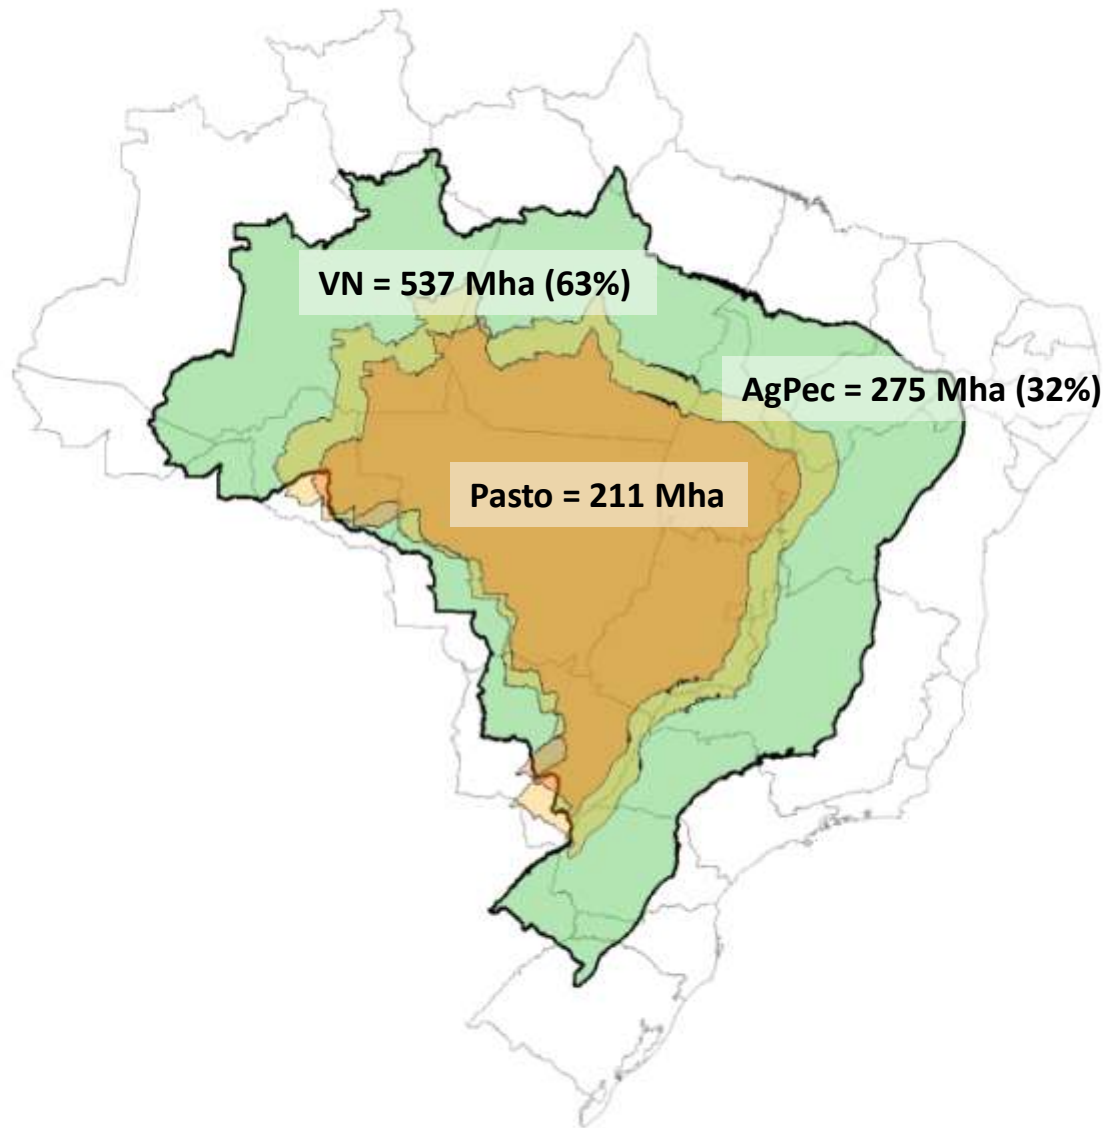 VN = 537 Mha (63%)
AgPec = 275 Mha (32%)
Pasto = 211 Mha